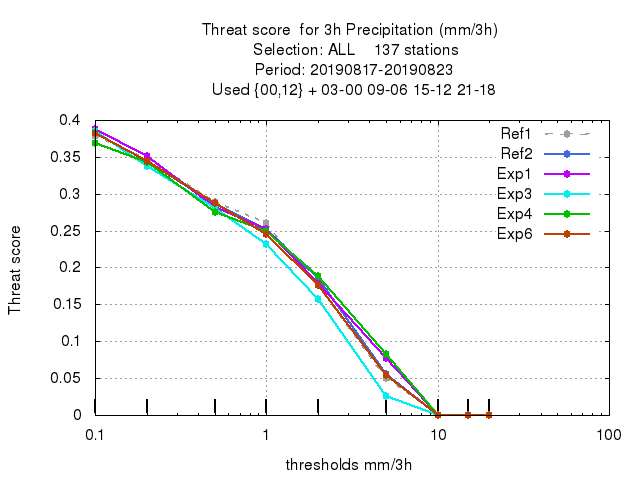 Threat score  for 3h Precipitation (mm/3h)
Selection: ALL    137 stations
Period: 20190817-20190823
Used {00,12} + 03-00 09-06 15-12 21-18
0.4
0.35
0.3
0.25
0.2
0.15
0.1
0.05
0
Threat score
Ref1
Ref2
Exp1
Exp3
Exp4
Exp6
0.1 1 10 100
thresholds mm/3h